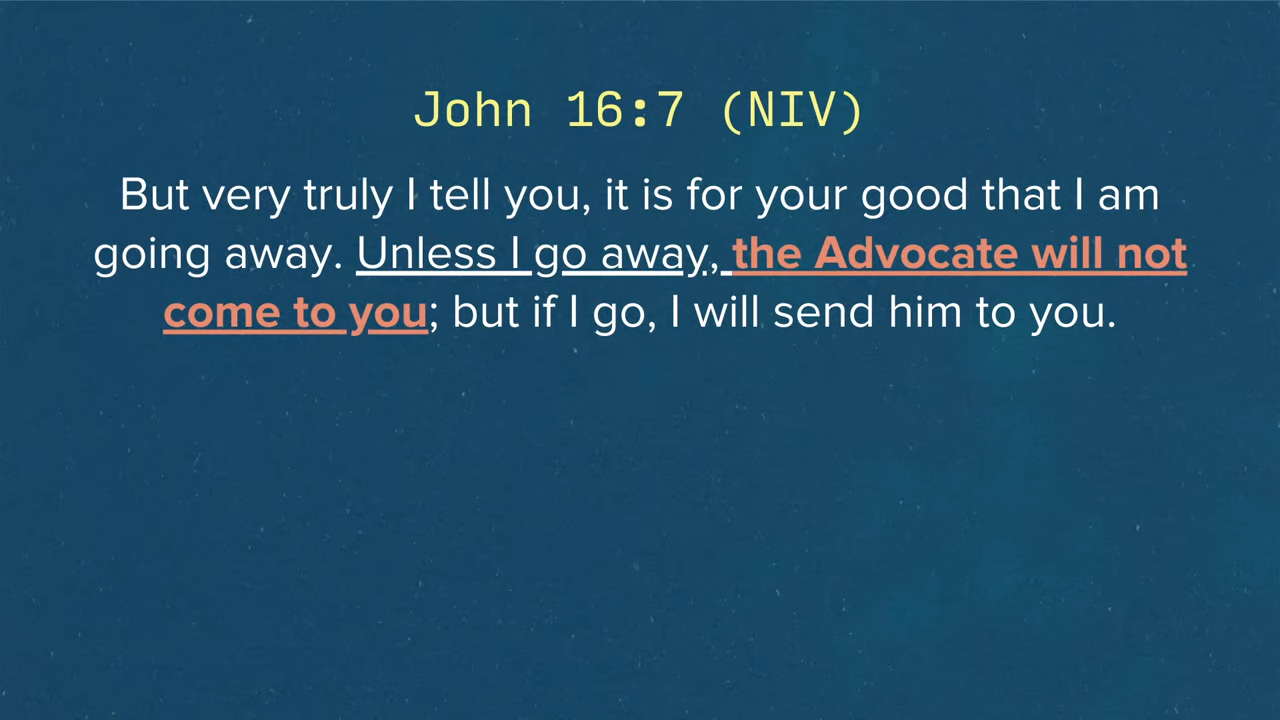 John 16:7 (NIV)
But very truly I tell you, it is for your good that I am
going away. Unless I go away, the Advocate will not
come to you; but if I go, I will send him to you.